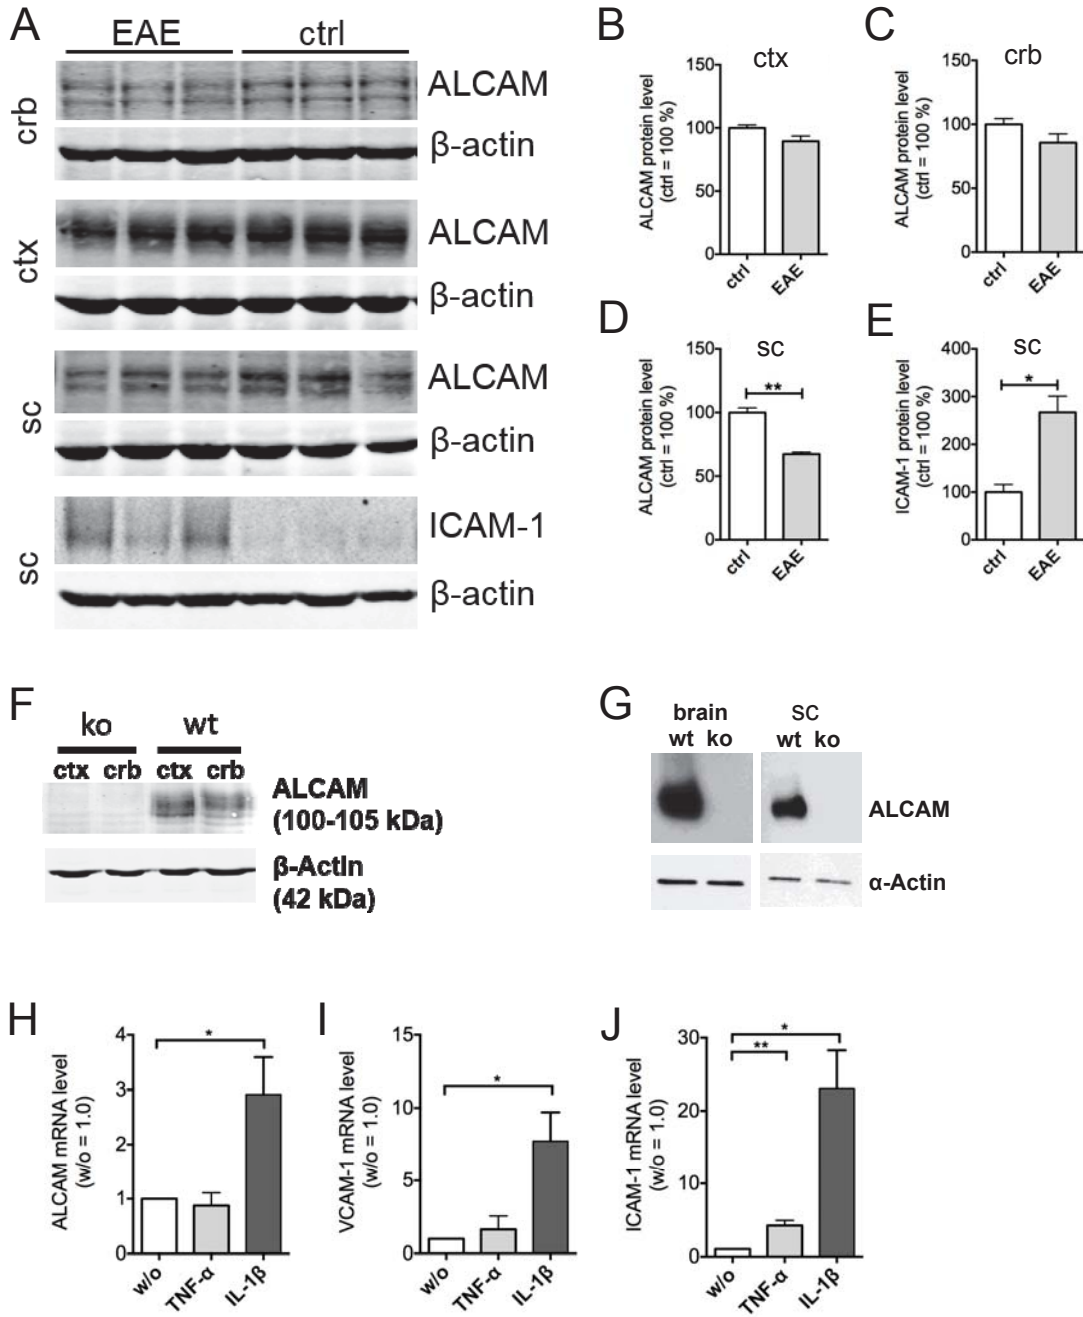 A
EAE ctrl
crb
ALCAM
β-actin
ctx
ALCAM
β-actin
sc
ALCAM
β-actin
sc
ICAM-1
β-actin
B
ctx
ALCAM protein level
(ctrl = 100 %)
150
100
50
0
ctrl EAE
C
crb
ALCAM protein level
(ctrl = 100 %)
150
100
50
0
ctrl EAE
D
sc
ALCAM protein level
(ctrl = 100 %)
150
100
50
0
**
ctrl EAE
E
sc
ICAM-1 protein level
(ctrl = 100 %)
400
300
200
100
0
*
ctrl EAE
F
ko wt
ctx crb ctx crb
ALCAM
(100-105 kDa)
β-Actin
(42 kDa)
G
brain sc
wt ko wt ko
ALCAM
α-Actin
H
ALCAM mRNA level
(w/o = 1.0)
4
3
2
1
0
*
w/o TNF-α IL-1β
I
VCAM-1 mRNA level
(w/o = 1.0)
15
10
5
0
*
w/o TNF-α IL-1β
J
ICAM-1 mRNA level
(w/o = 1.0)
30
20
10
0
*
**
w/o TNF-α IL-1β